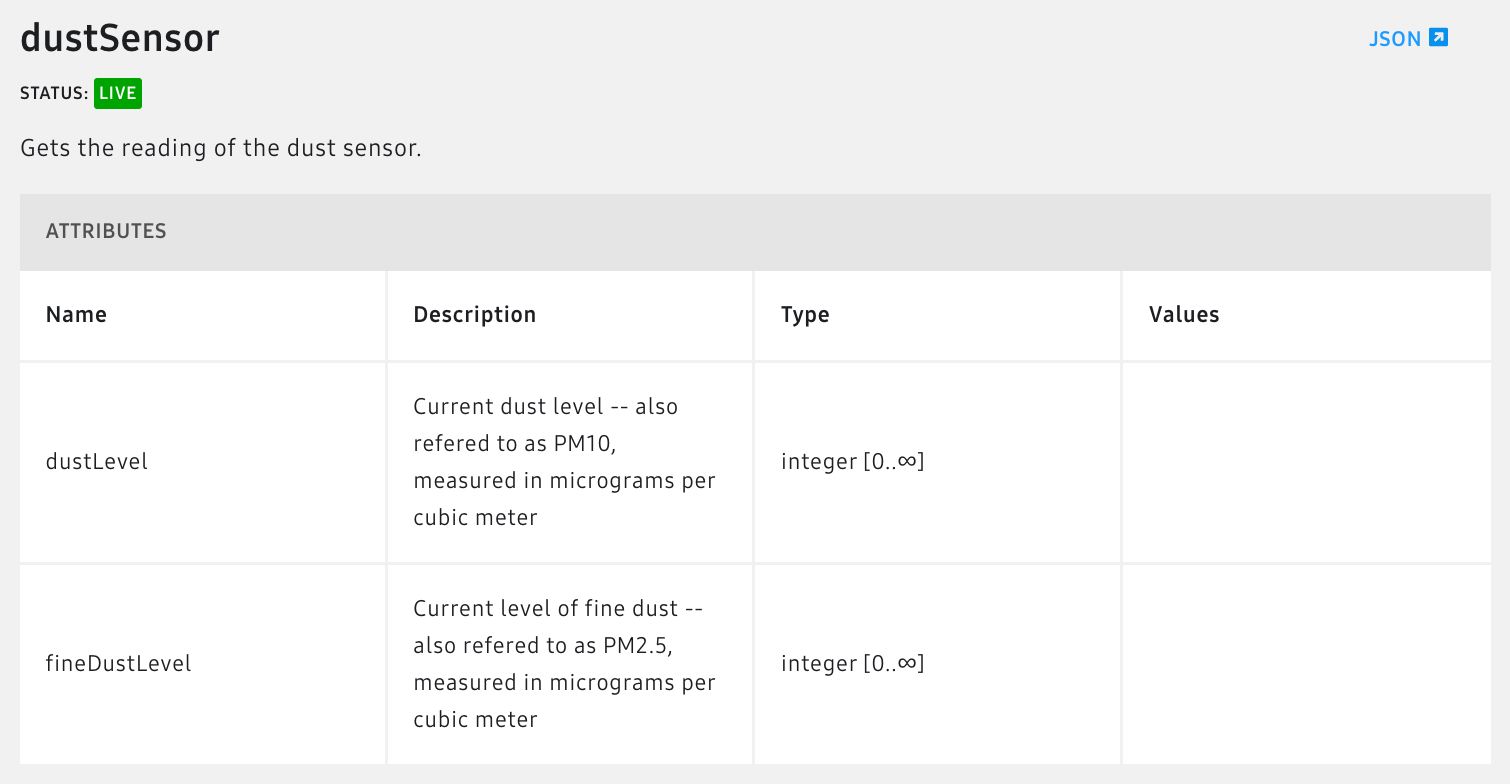 dustSensor
JSON
STATUS: LIVE
Gets the reading of the dust sensor.
ATTRIBUTES
Name Description Type Values
dustLevel
Current dust level -- also
refered to as PM10,
measured in micrograms per
cubic meter
integer [0..∞]
fineDustLevel
Current level of fine dust --
also refered to as PM2.5,
measured in micrograms per
cubic meter
integer [0..∞]